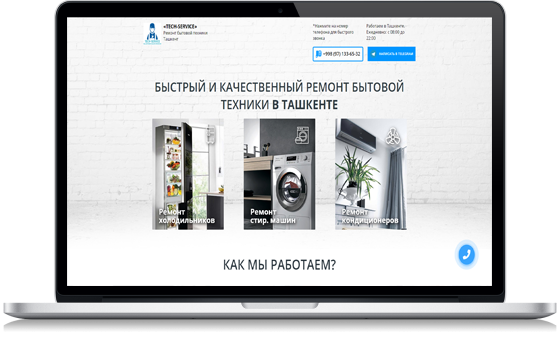 «TECH-SERVICE»
Ремонт бытовой техники
Ташкент
*Нажмите на номер
телефона для быстрого
звонка
Работаем в Ташкенте.
Ежедневно: с 08:00 до
22:00
+998 (97) 133-65-32
НАПИСАТЬ В TELEGRAM
БЫСТРЫЙ И КАЧЕСТВЕННЫЙ РЕМОНТ БЫТОВОЙ
ТЕХНИКИ В ТАШКЕНТЕ
Ремонт
холодильников
Ремонт
стир. машин
Ремонт
кондиционеров
КАК МЫ РАБОТАЕМ?